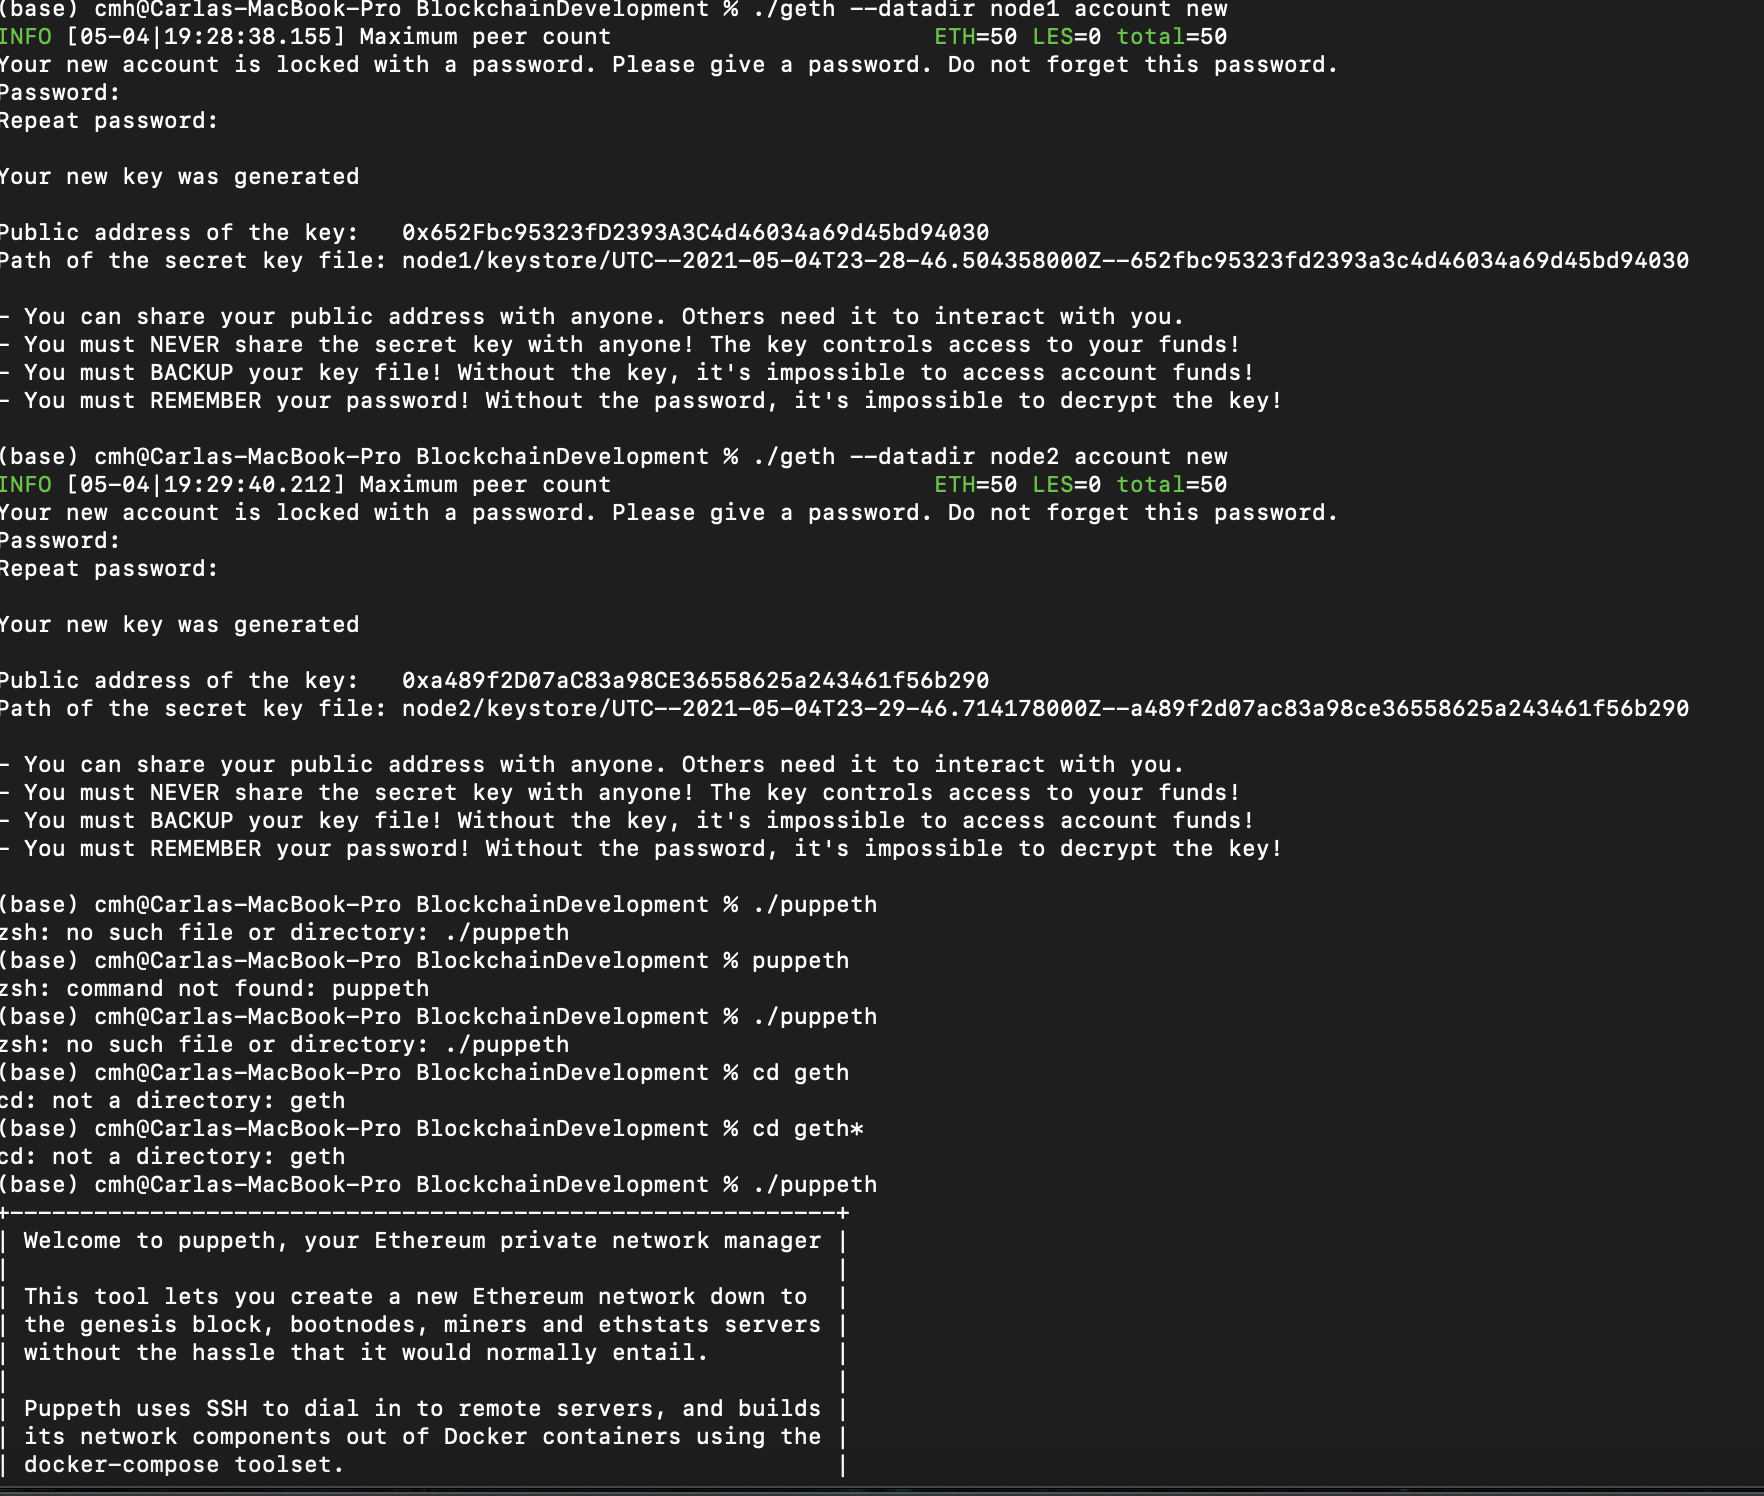 (base) cmh@Carlas-MacBook-Pro BlockchainDevelopment % ./geth --datadir node1 account new
INFO [05-04|19:28:38.155] Maximum peer count                       ETH=50 LES=0 total=50
Your new account is locked with a password. Please give a password. Do not forget this password.
Password:
Repeat password:

Your new key was generated

Public address of the key:   0x652Fbc95323fD2393A3C4d46034a69d45bd94030
Path of the secret key file: node1/keystore/UTC--2021-05-04T23-28-46.504358000Z--652fbc95323fd2393a3c4d46034a69d45bd94030

- You can share your public address with anyone. Others need it to interact with you.
- You must NEVER share the secret key with anyone! The key controls access to your funds!
- You must BACKUP your key file! Without the key, it's impossible to access account funds!
- You must REMEMBER your password! Without the password, it's impossible to decrypt the key!

(base) cmh@Carlas-MacBook-Pro BlockchainDevelopment % ./geth --datadir node2 account new
INFO [05-04|19:29:40.212] Maximum peer count                       ETH=50 LES=0 total=50
Your new account is locked with a password. Please give a password. Do not forget this password.
Password:
Repeat password:

Your new key was generated

Public address of the key:   0xa489f2D07aC83a98CE36558625a243461f56b290
Path of the secret key file: node2/keystore/UTC--2021-05-04T23-29-46.714178000Z--a489f2d07ac83a98ce36558625a243461f56b290

- You can share your public address with anyone. Others need it to interact with you.
- You must NEVER share the secret key with anyone! The key controls access to your funds!
- You must BACKUP your key file! Without the key, it's impossible to access account funds!
- You must REMEMBER your password! Without the password, it's impossible to decrypt the key!

(base) cmh@Carlas-MacBook-Pro BlockchainDevelopment % ./puppeth
zsh: no such file or directory: ./puppeth
(base) cmh@Carlas-MacBook-Pro BlockchainDevelopment % puppeth
zsh: command not found: puppeth
(base) cmh@Carlas-MacBook-Pro BlockchainDevelopment % ./puppeth
zsh: no such file or directory: ./puppeth
(base) cmh@Carlas-MacBook-Pro BlockchainDevelopment % cd geth
cd: not a directory: geth
(base) cmh@Carlas-MacBook-Pro BlockchainDevelopment % cd geth*
cd: not a directory: geth
(base) cmh@Carlas-MacBook-Pro BlockchainDevelopment % ./puppeth
+-----------------------------------------------------------+
| Welcome to puppeth, your Ethereum private network manager |
|                                                           |
| This tool lets you create a new Ethereum network down to  |
| the genesis block, bootnodes, miners and ethstats servers |
| without the hassle that it would normally entail.         |
|                                                           |
| Puppeth uses SSH to dial in to remote servers, and builds |
| its network components out of Docker containers using the |
| docker-compose toolset.                                   |